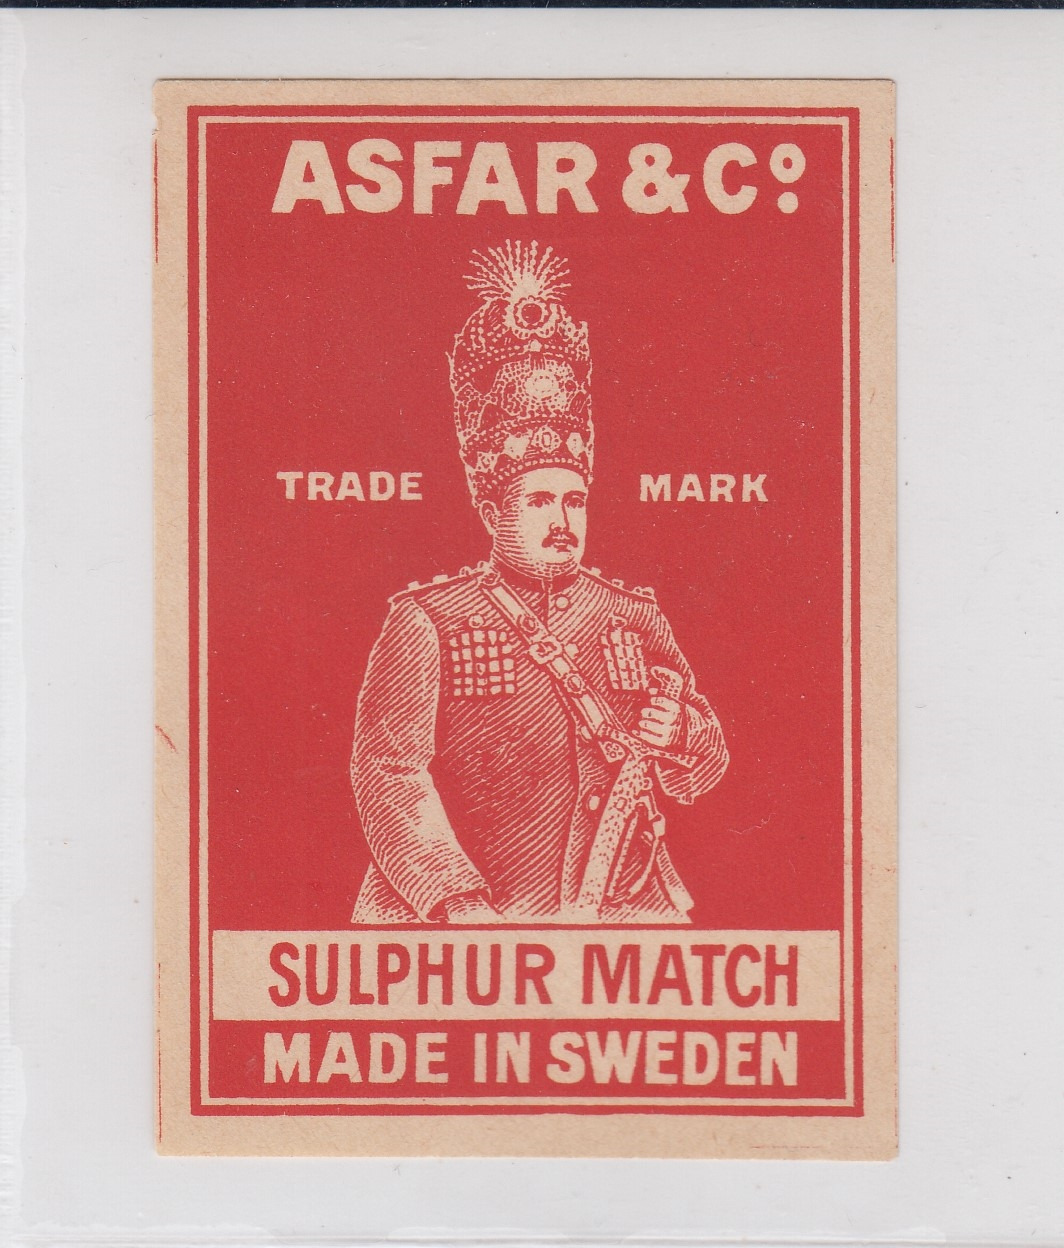 ASFAR & Cº.
TRADE MARK
SULPHUR MATCH
MADE IN SWEDEN